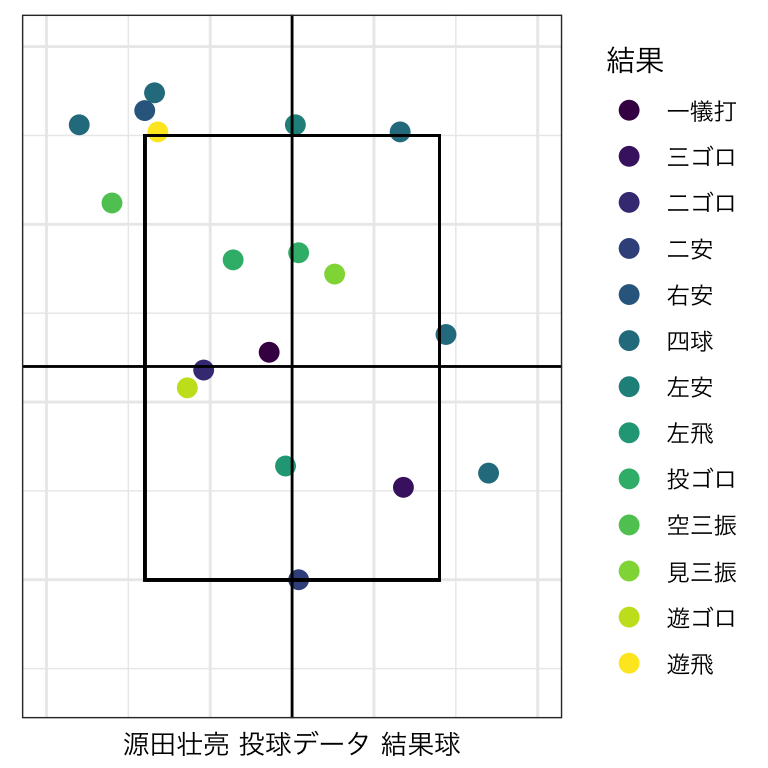 結果
一犠打
三ゴロ
二ゴロ
二安
右安
四球
左安
左飛
投ゴロ
空三振
見三振
遊ゴロ
遊飛
源田壮亮 投球データ 結果球